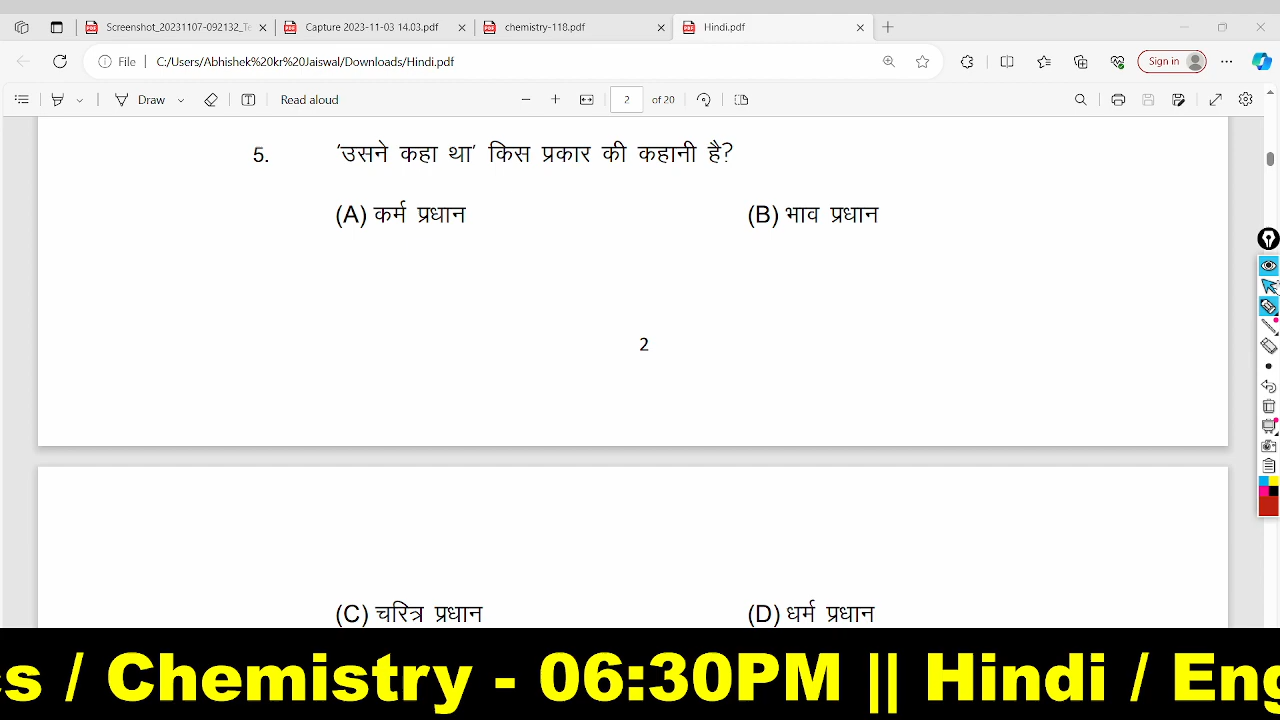 Screenshot_20231107-092132_Te
Capture 2023-11-03 14.03.pdf
chemistry-118.pdf
Hindi.pdf
File
C:/Users/Abhishek%20kr%20Jaiswal/Downloads/Hindi.pdf
Sign in
Draw
Read aloud
2
of 20
5. 'उसने कहा था' किस प्रकार की कहानी है?
(A) कर्म प्रधान (B) भाव प्रधान
2
(C) चरित्र प्रधान (D) धर्म प्रधान
cs / Chemistry - 06:30PM || Hindi / Eng